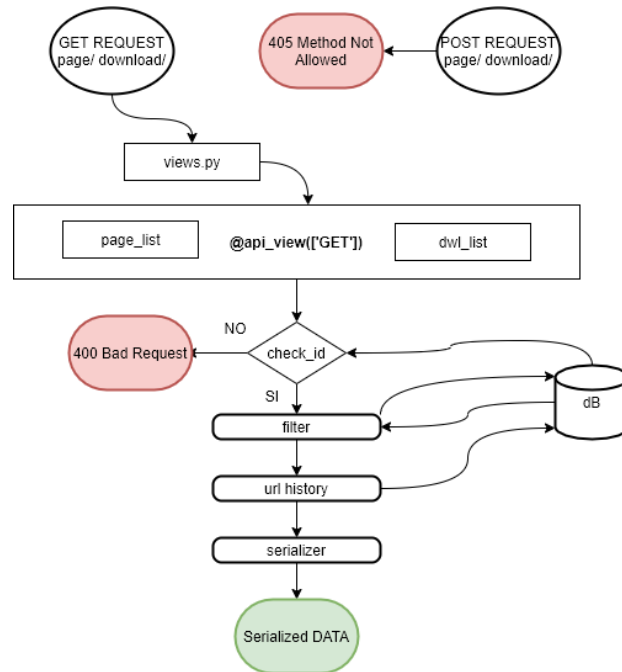 GET REQUEST
page/ download/
405 Method Not
Allowed
POST REQUEST
page/ download/
views.py
page_list
@api_view(['GET'])
dwl_list
NO
400 Bad Request
check_id
SI
dB
filter
url history
serializer
Serialized DATA